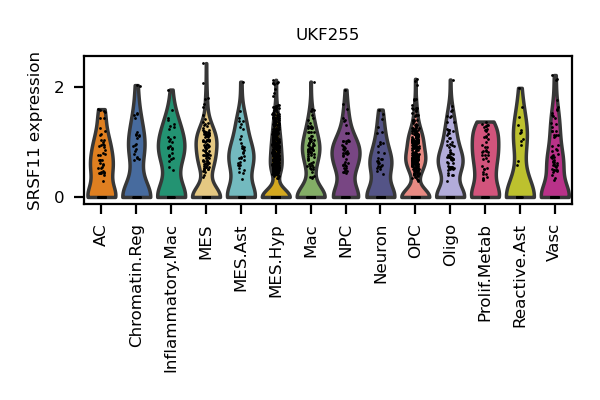 UKF255
SRSF11 expression
2
0
AC
Chromatin.Reg
Inflammatory.Mac
MES
MES.Ast
MES.Hyp
Mac
NPC
Neuron
OPC
Oligo
Prolif.Metab
Reactive.Ast
Vasc